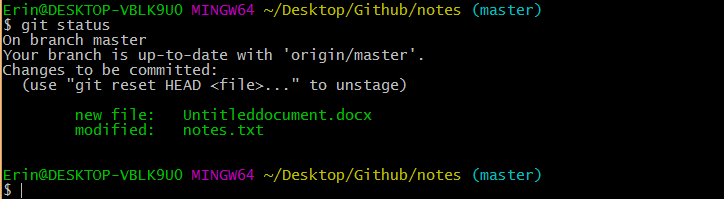 Erin@DESKTOP-VBLK9UO MINGW64 ~/Desktop/Github/notes (master)
$ git status
On branch master
Your branch is up-to-date with 'origin/master'.
Changes to be committed:
  (use "git reset HEAD <file>..." to unstage)

        new file:   Untitleddocument.docx
        modified:   notes.txt

Erin@DESKTOP-VBLK9UO MINGW64 ~/Desktop/Github/notes (master)
$